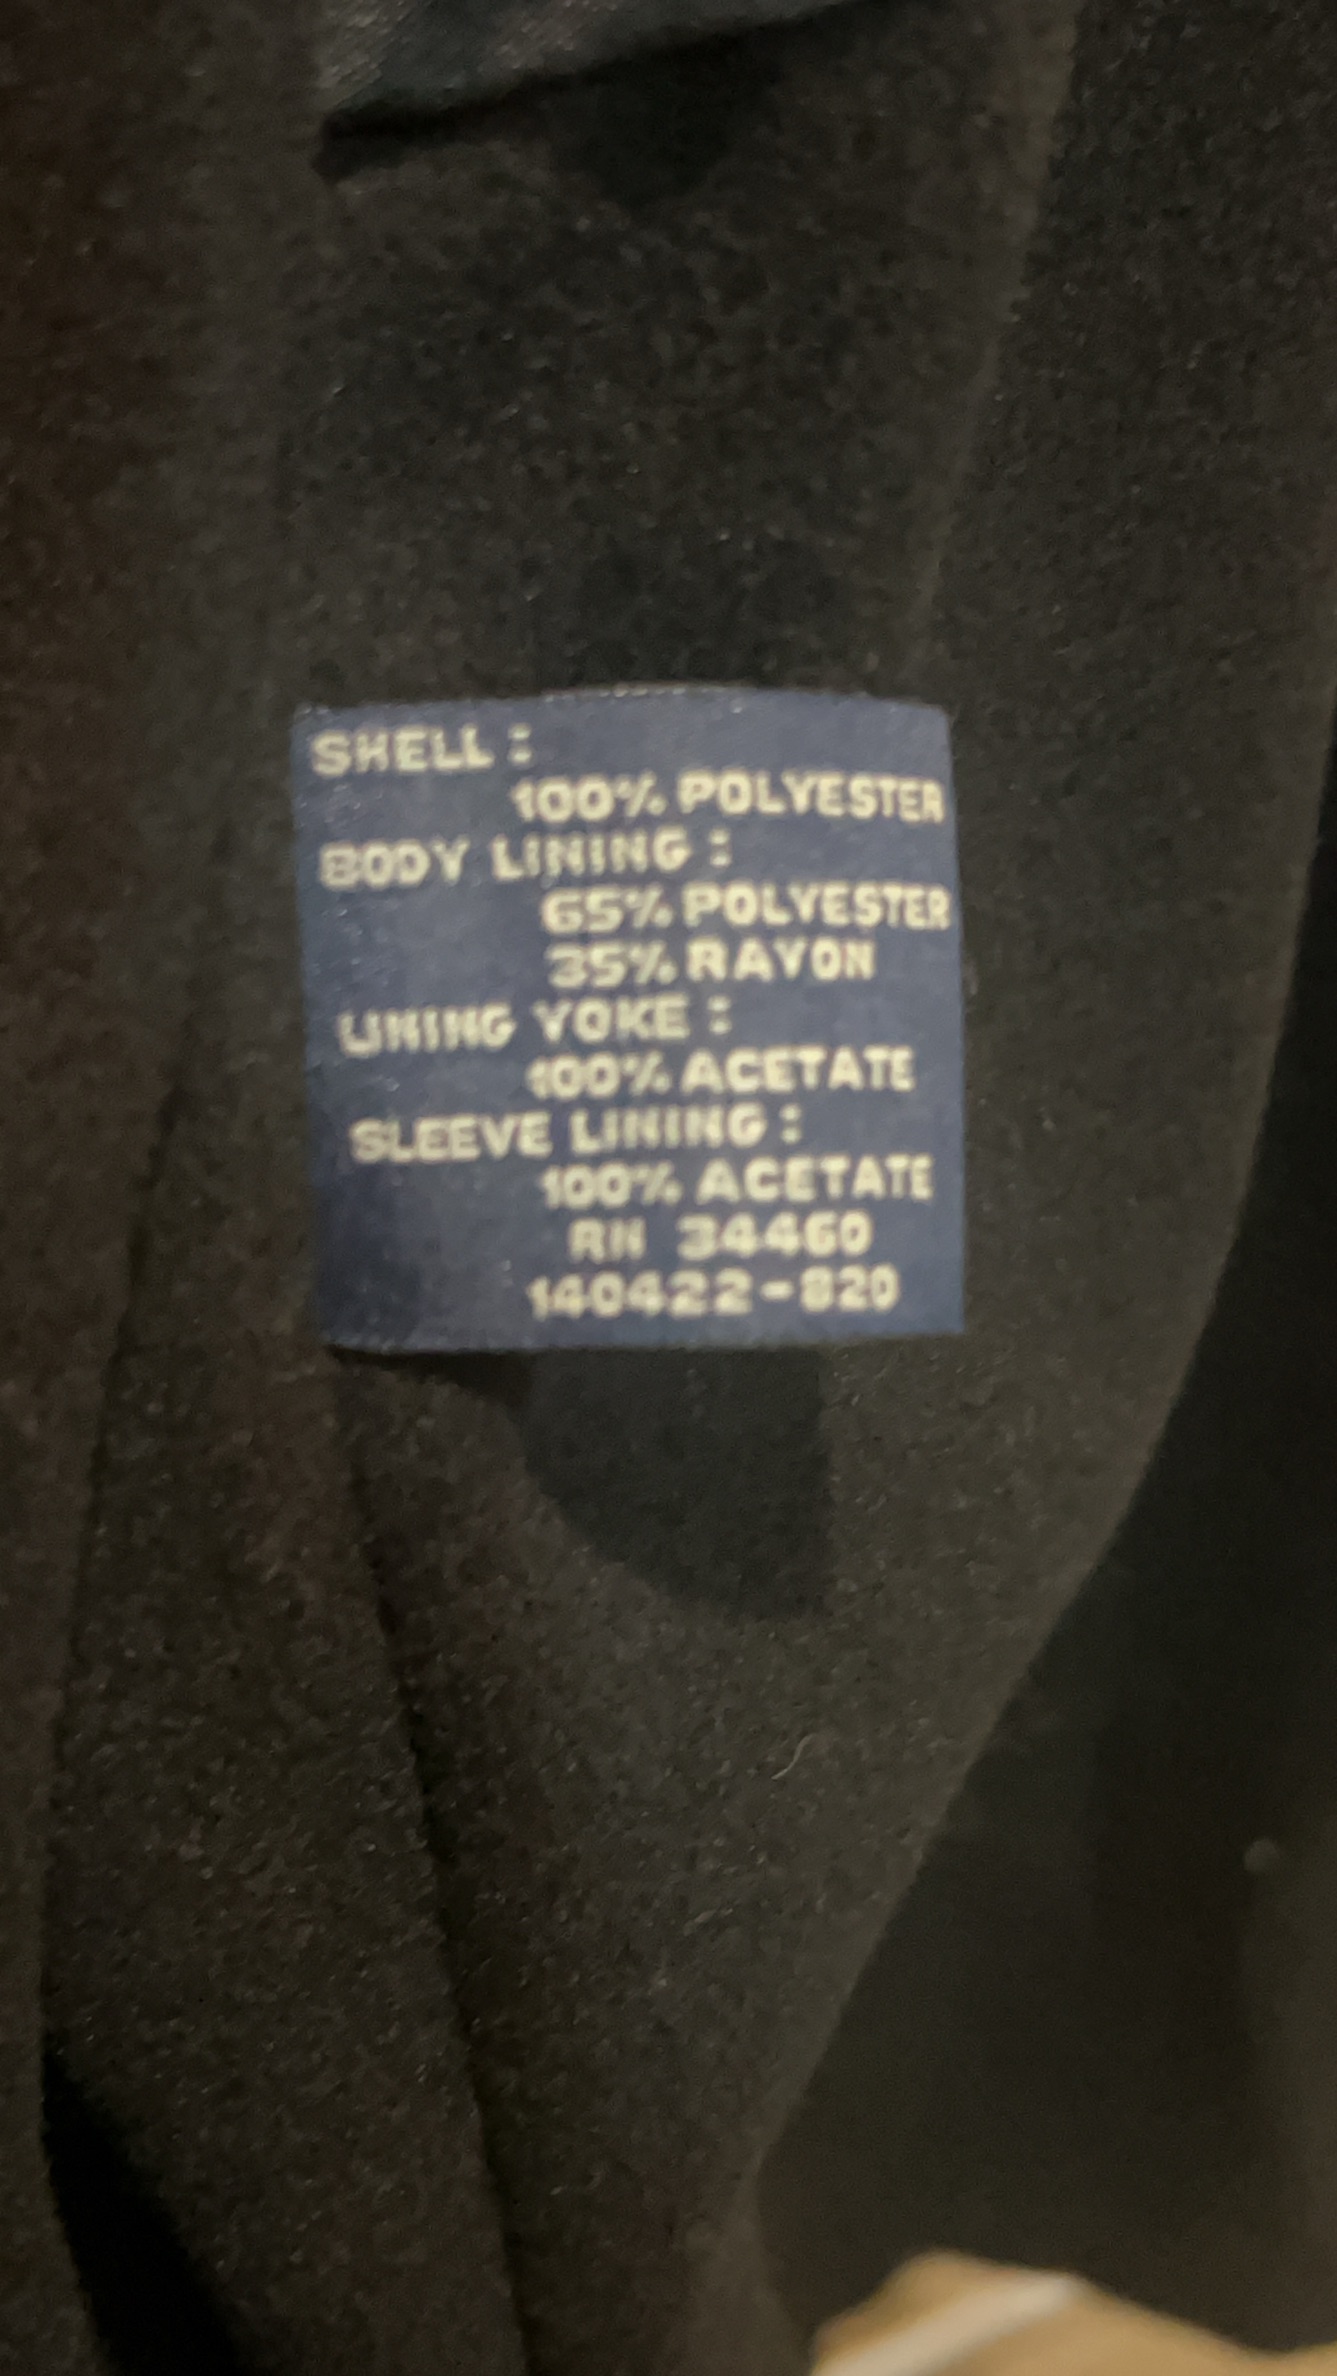 SHELL :
100% POLYESTER
BODY LINING :
65% POLYESTER
35% RAYON
LINING YOKE :
100% ACETATE
SLEEVE LINING :
100% ACETATE
RN 34460
140422-820